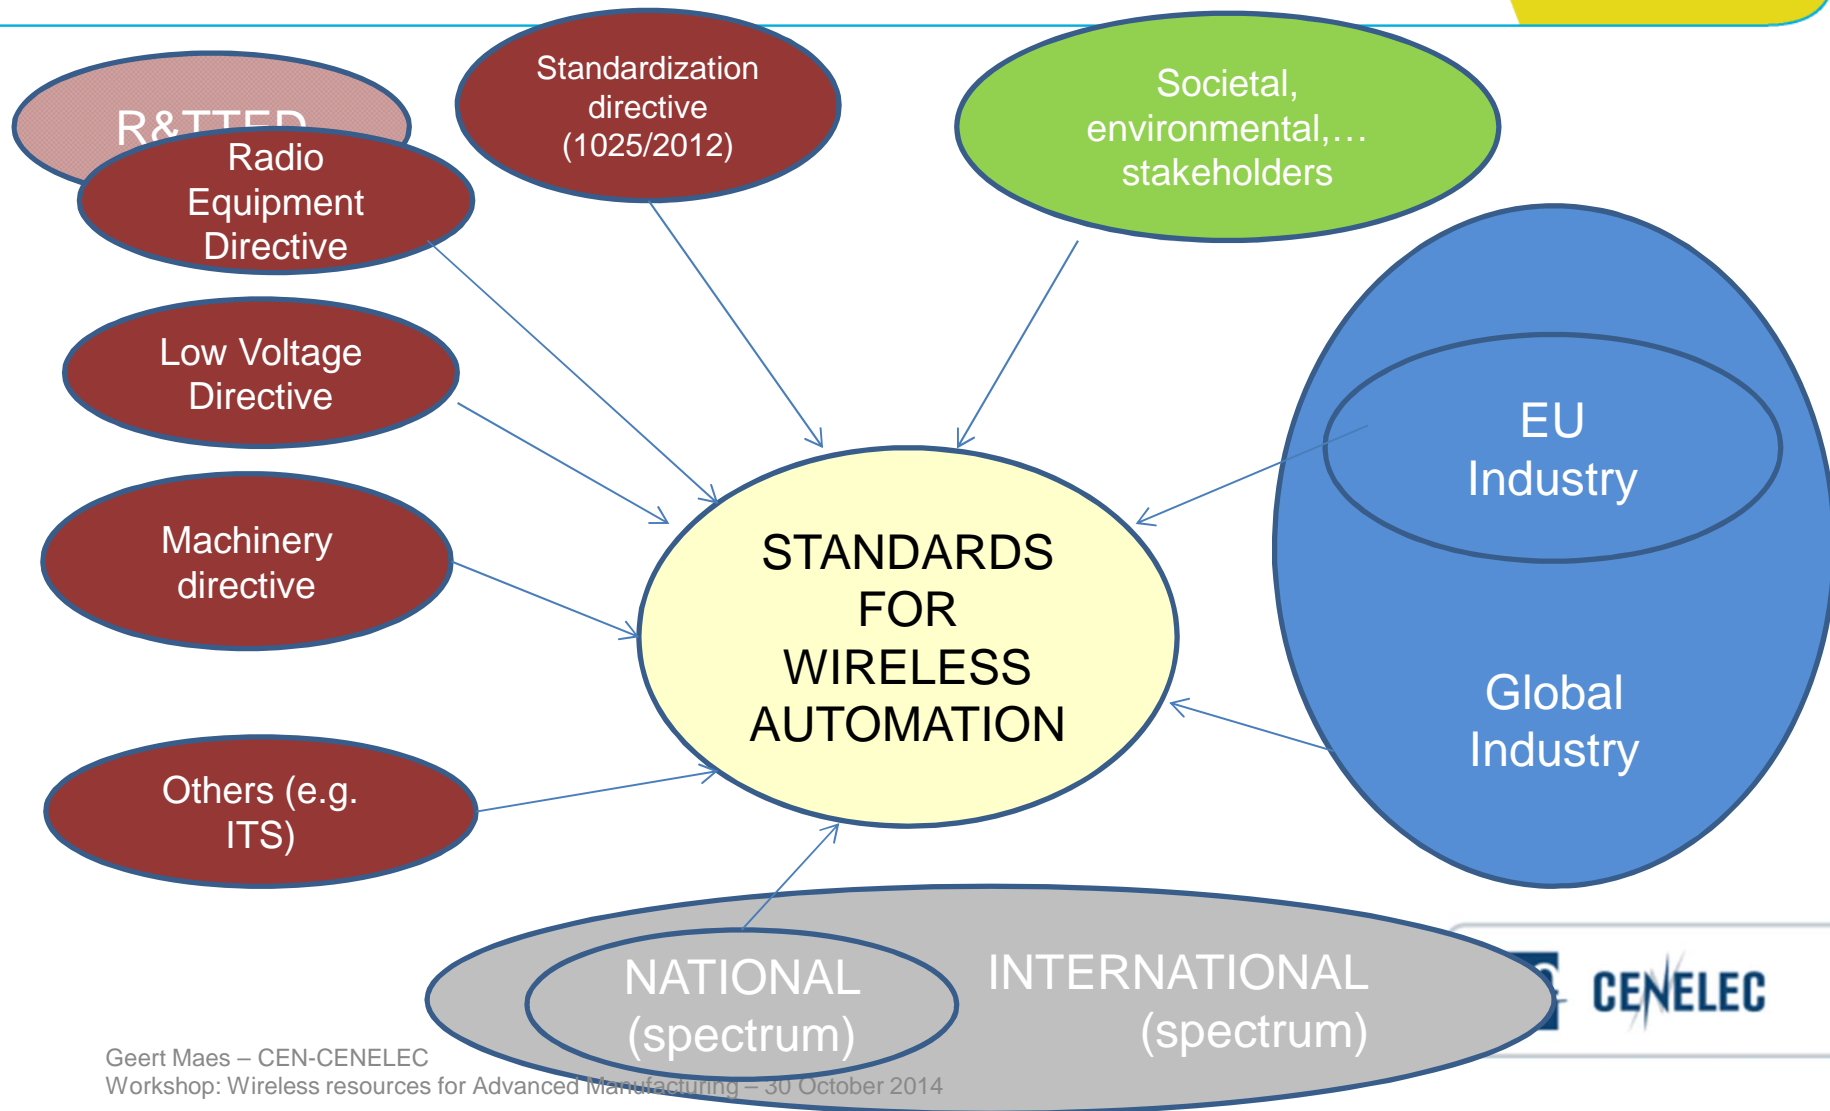 R&TTED
Radio
Equipment
Directive
Standardization
directive
(1025/2012)
Societal,
environmental,…
stakeholders
Low Voltage
Directive
Machinery
directive
Others (e.g.
ITS)
STANDARDS
FOR
WIRELESS
AUTOMATION
EU
Industry
Global
Industry
NATIONAL
(spectrum)
INTERNATIONAL
(spectrum)
CENELEC
Geert Maes – CEN-CENELEC
Workshop: Wireless resources for Advanced Manufacturing – 30 October 2014